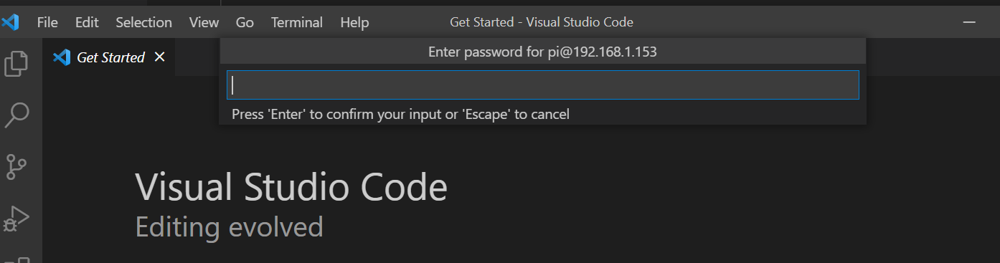 File Edit Selection View Go Terminal Help Get Started - Visual Studio Code
Enter password for pi@192.168.1.153
Get Started
Press 'Enter' to confirm your input or 'Escape' to cancel
Visual Studio Code
Editing evolved